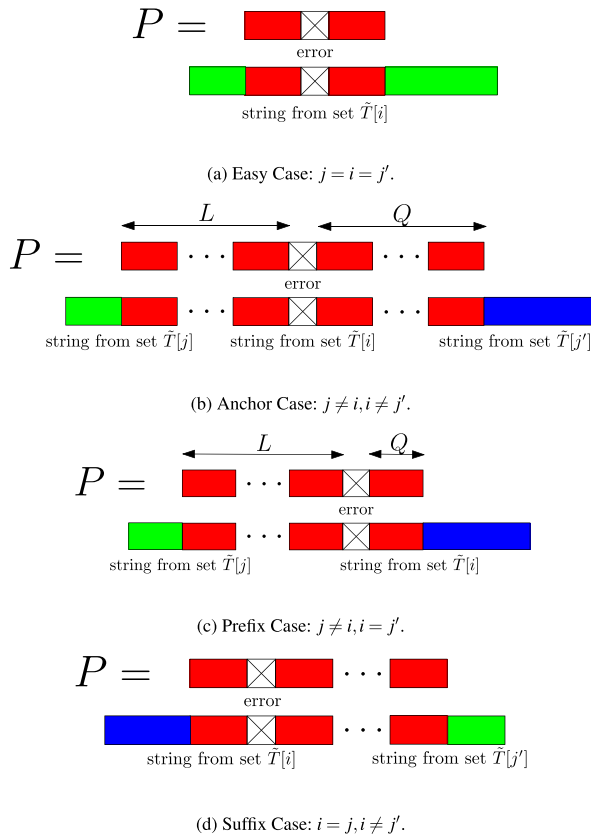 P =
error
string from set T̃[i]
(a) Easy Case: j = i = j′.
L Q
P = · · · · · ·
error
· · · · · ·
string from set T̃[j] string from set T̃[i] string from set T̃[j′]
(b) Anchor Case: j ≠ i, i ≠ j′.
L Q
P = · · ·
error
· · ·
string from set T̃[j] string from set T̃[i]
(c) Prefix Case: j ≠ i, i = j′.
P = · · ·
error
· · ·
string from set T̃[i] string from set T̃[j′]
(d) Suffix Case: i = j, i ≠ j′.